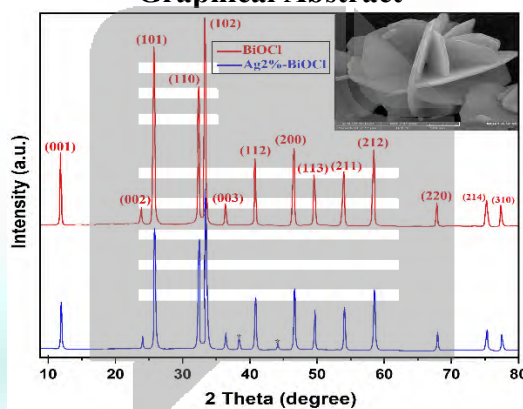 Graphical Abstract
(102)
BiOCl
Ag2%-BiOCl
(101)
(110)
(001)
(002)
(003)
(112)
(200)
(113)
(211)
(212)
(220)
(214)
(310)
Intensity (a.u.)
10 20 30 40 50 60 70 80
2 Theta (degree)